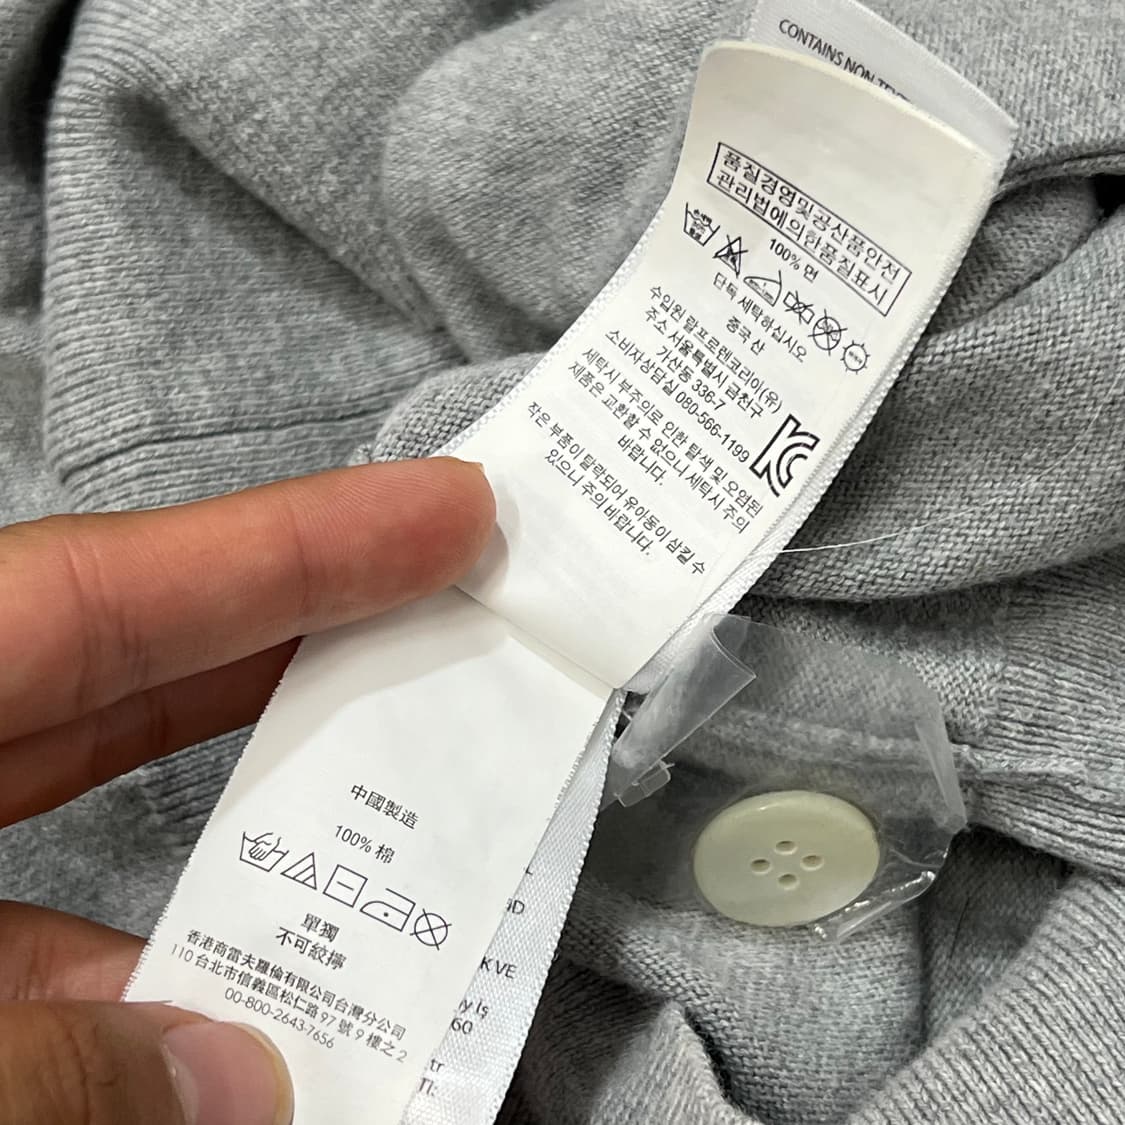 CONTAINS NON
품질경영및공산품안전
관리법에의한품질표시
100% 면
단독 세탁하십시오
중국 산
수입원 랄프로렌코리아(유)
주소 서울특별시 금천구
가산동 336-7
소비자상담실 080-566-1199
세탁시 부주의로 인한 탈색 및 오염된
제품은 교환할 수 없으니 세탁시 주의
바랍니다.
작은 부품이 탈락되어 유아동이 삼킬 수
있으니 주의 바랍니다.
中國製造
100% 棉
單獨
不可絞擰
香港商雷夫羅倫有限公司台灣分公司
110台北市信義區松仁路 97 號 9 樓之 2
00-800-2643-7656
KVE
60